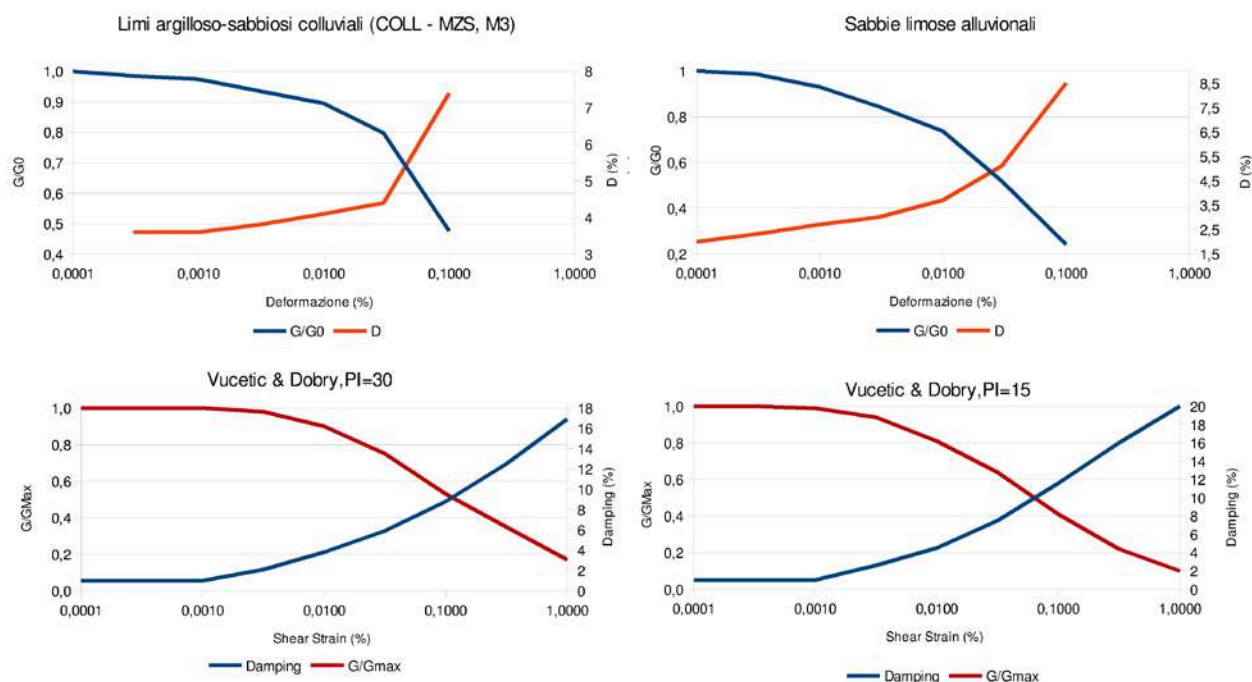 Limi argilloso-sabbiosi colluviali (COLL - MZS, M3)
1,0
0,9
0,8
0,7
0,6
0,5
0,4
G/G0
8
7
6
5
4
3
D (%)
0,0001 0,0010 0,0100 0,1000 1,0000
Deformazione (%)
G/G0 D
Sabbie limose alluvionali
1
0,8
0,6
0,4
0,2
G/G0
8,5
7,5
6,5
5,5
4,5
3,5
2,5
1,5
D (%)
0,0001 0,0010 0,0100 0,1000 1,0000
Deformazione (%)
G/G0 D
Vucetic & Dobry,PI=30
1,0
0,8
0,6
0,4
0,2
0,0
G/GMax
18
16
14
12
10
8
6
4
2
0
Damping (%)
0,0001 0,0010 0,0100 0,1000 1,0000
Shear Strain (%)
Damping G/Gmax
Vucetic & Dobry,PI=15
1,0
0,8
0,6
0,4
0,2
0,0
G/GMax
20
18
16
14
12
10
8
6
4
2
0
Damping (%)
0,0001 0,0010 0,0100 0,1000 1,0000
Shear Strain (%)
Damping G/Gmax